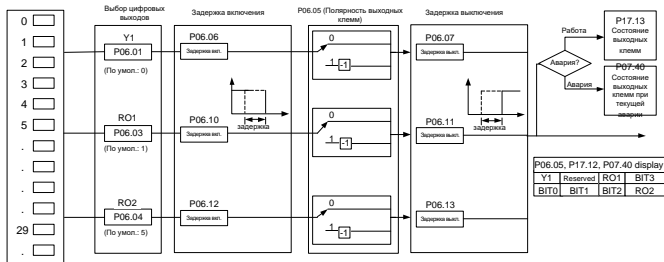 Выбор цифровых
выходов
Задержка включения
P06.05 (Полярность выходных
клемм)
Задержка выключения
0
1
2
3
4
5
.
.
.
.
29
.
Y1
P06.01
(По умол.: 0)
RO1
P06.03
(По умол.: 1)
RO2
P06.04
(По умол.: 5)
P06.06
Задержка вкл.
задержка
P06.10
Задержка вкл.
P06.12
Задержка вкл.
0
1
-1
0
1
-1
0
1
-1
P06.07
Задержка выкл.
задержка
P06.11
Задержка выкл.
P06.13
Задержка выкл.
Работа
Авария?
Авария
P17.13
Состояние
выходных
клемм
P07.40
Состояние
выходных
клемм при
текущей
аварии
P06.05, P17.12, P07.40 display
Y1 Reserved RO1 BIT3
BIT0 BIT1 BIT2 RO2